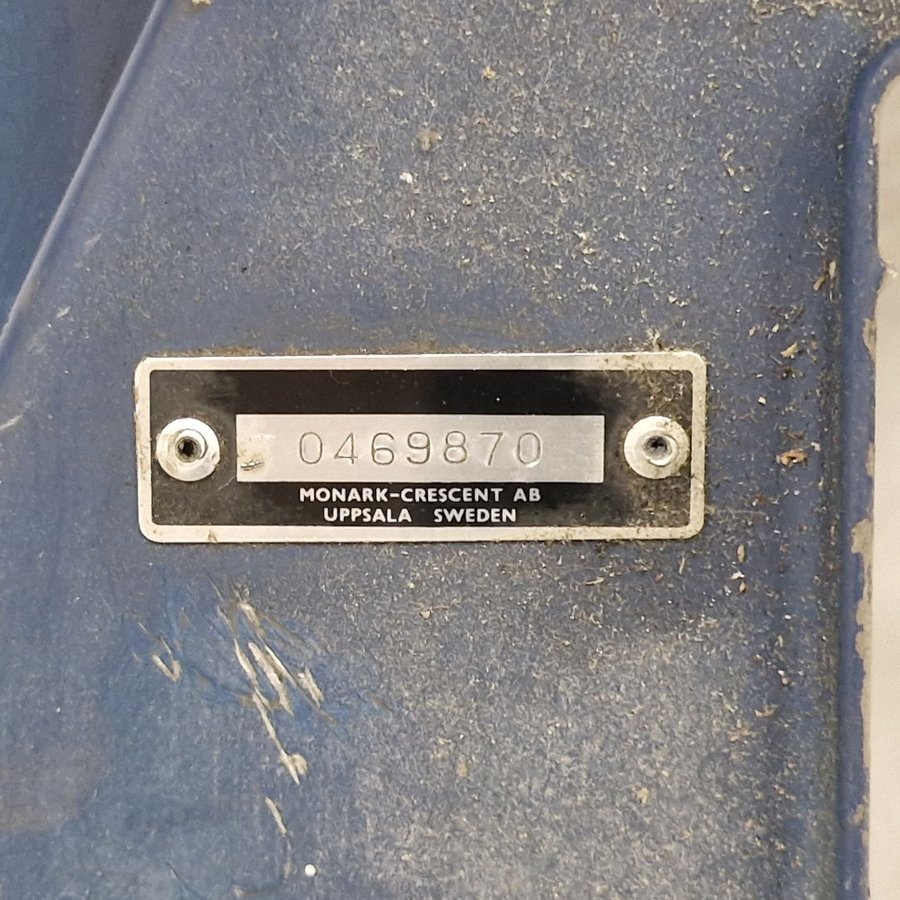 0469870
MONARK-CRESCENT AB
UPPSALA SWEDEN